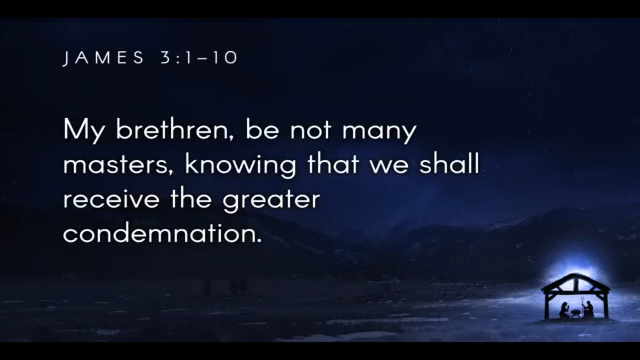 JAMES 3:1–10
My brethren, be not many
masters, knowing that we shall
receive the greater
condemnation.